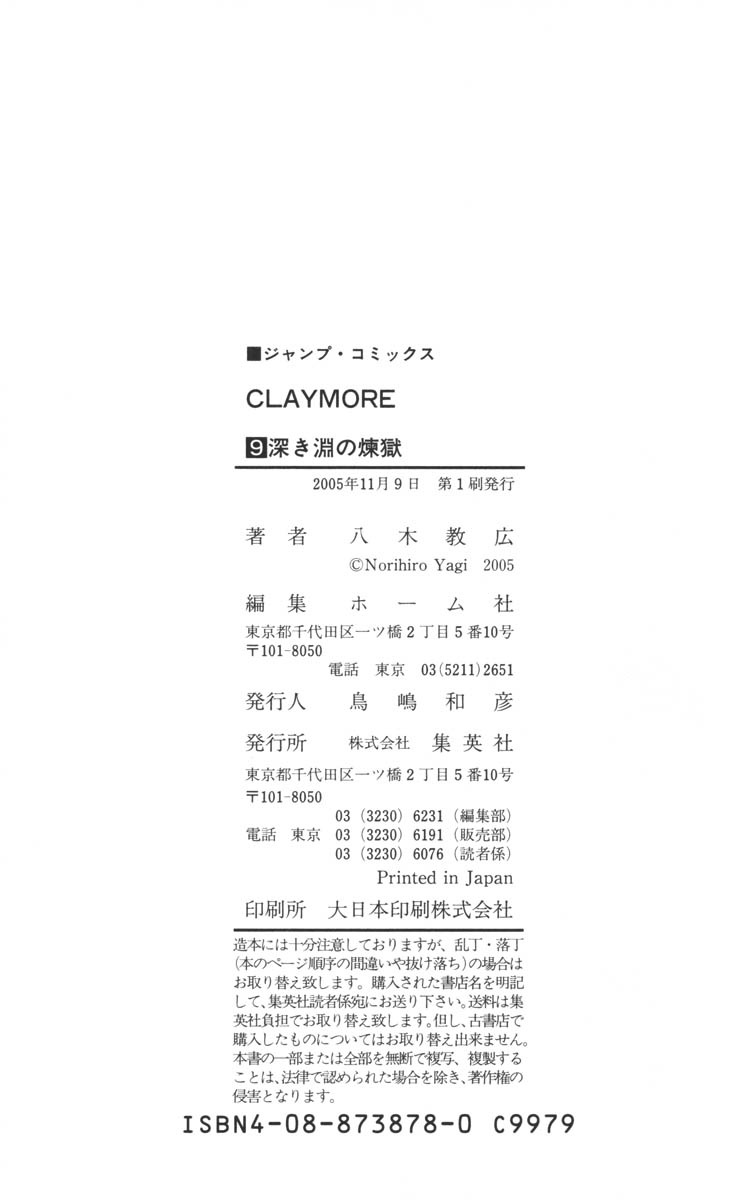 ■ジャンプ・コミックス
CLAYMORE
9深き淵の煉獄
2005年11月9日 第1刷発行
著者 八木教広
©Norihiro Yagi 2005
編集 ホーム社
東京都千代田区一ツ橋2丁目5番10号
〒101-8050
電話 東京 03(5211)2651
発行人 鳥嶋和彦
発行所 株式会社 集英社
東京都千代田区一ツ橋2丁目5番10号
〒101-8050
03 (3230) 6231 (編集部)
電話 東京 03 (3230) 6191 (販売部)
03 (3230) 6076 (読者係)
Printed in Japan
印刷所 大日本印刷株式会社
造本には十分注意しておりますが、乱丁・落丁
(本のページ順序の間違いや抜け落ち)の場合は
お取り替え致します。購入された書店名を明記
して、集英社読者係宛にお送り下さい。送料は集
英社負担でお取り替え致します。但し、古書店で
購入したものについてはお取り替え出来ません。
本書の一部または全部を無断で複写、複製する
ことは、法律で認められた場合を除き、著作権の
侵害となります。
ISBN4-08-873878-0 C9979